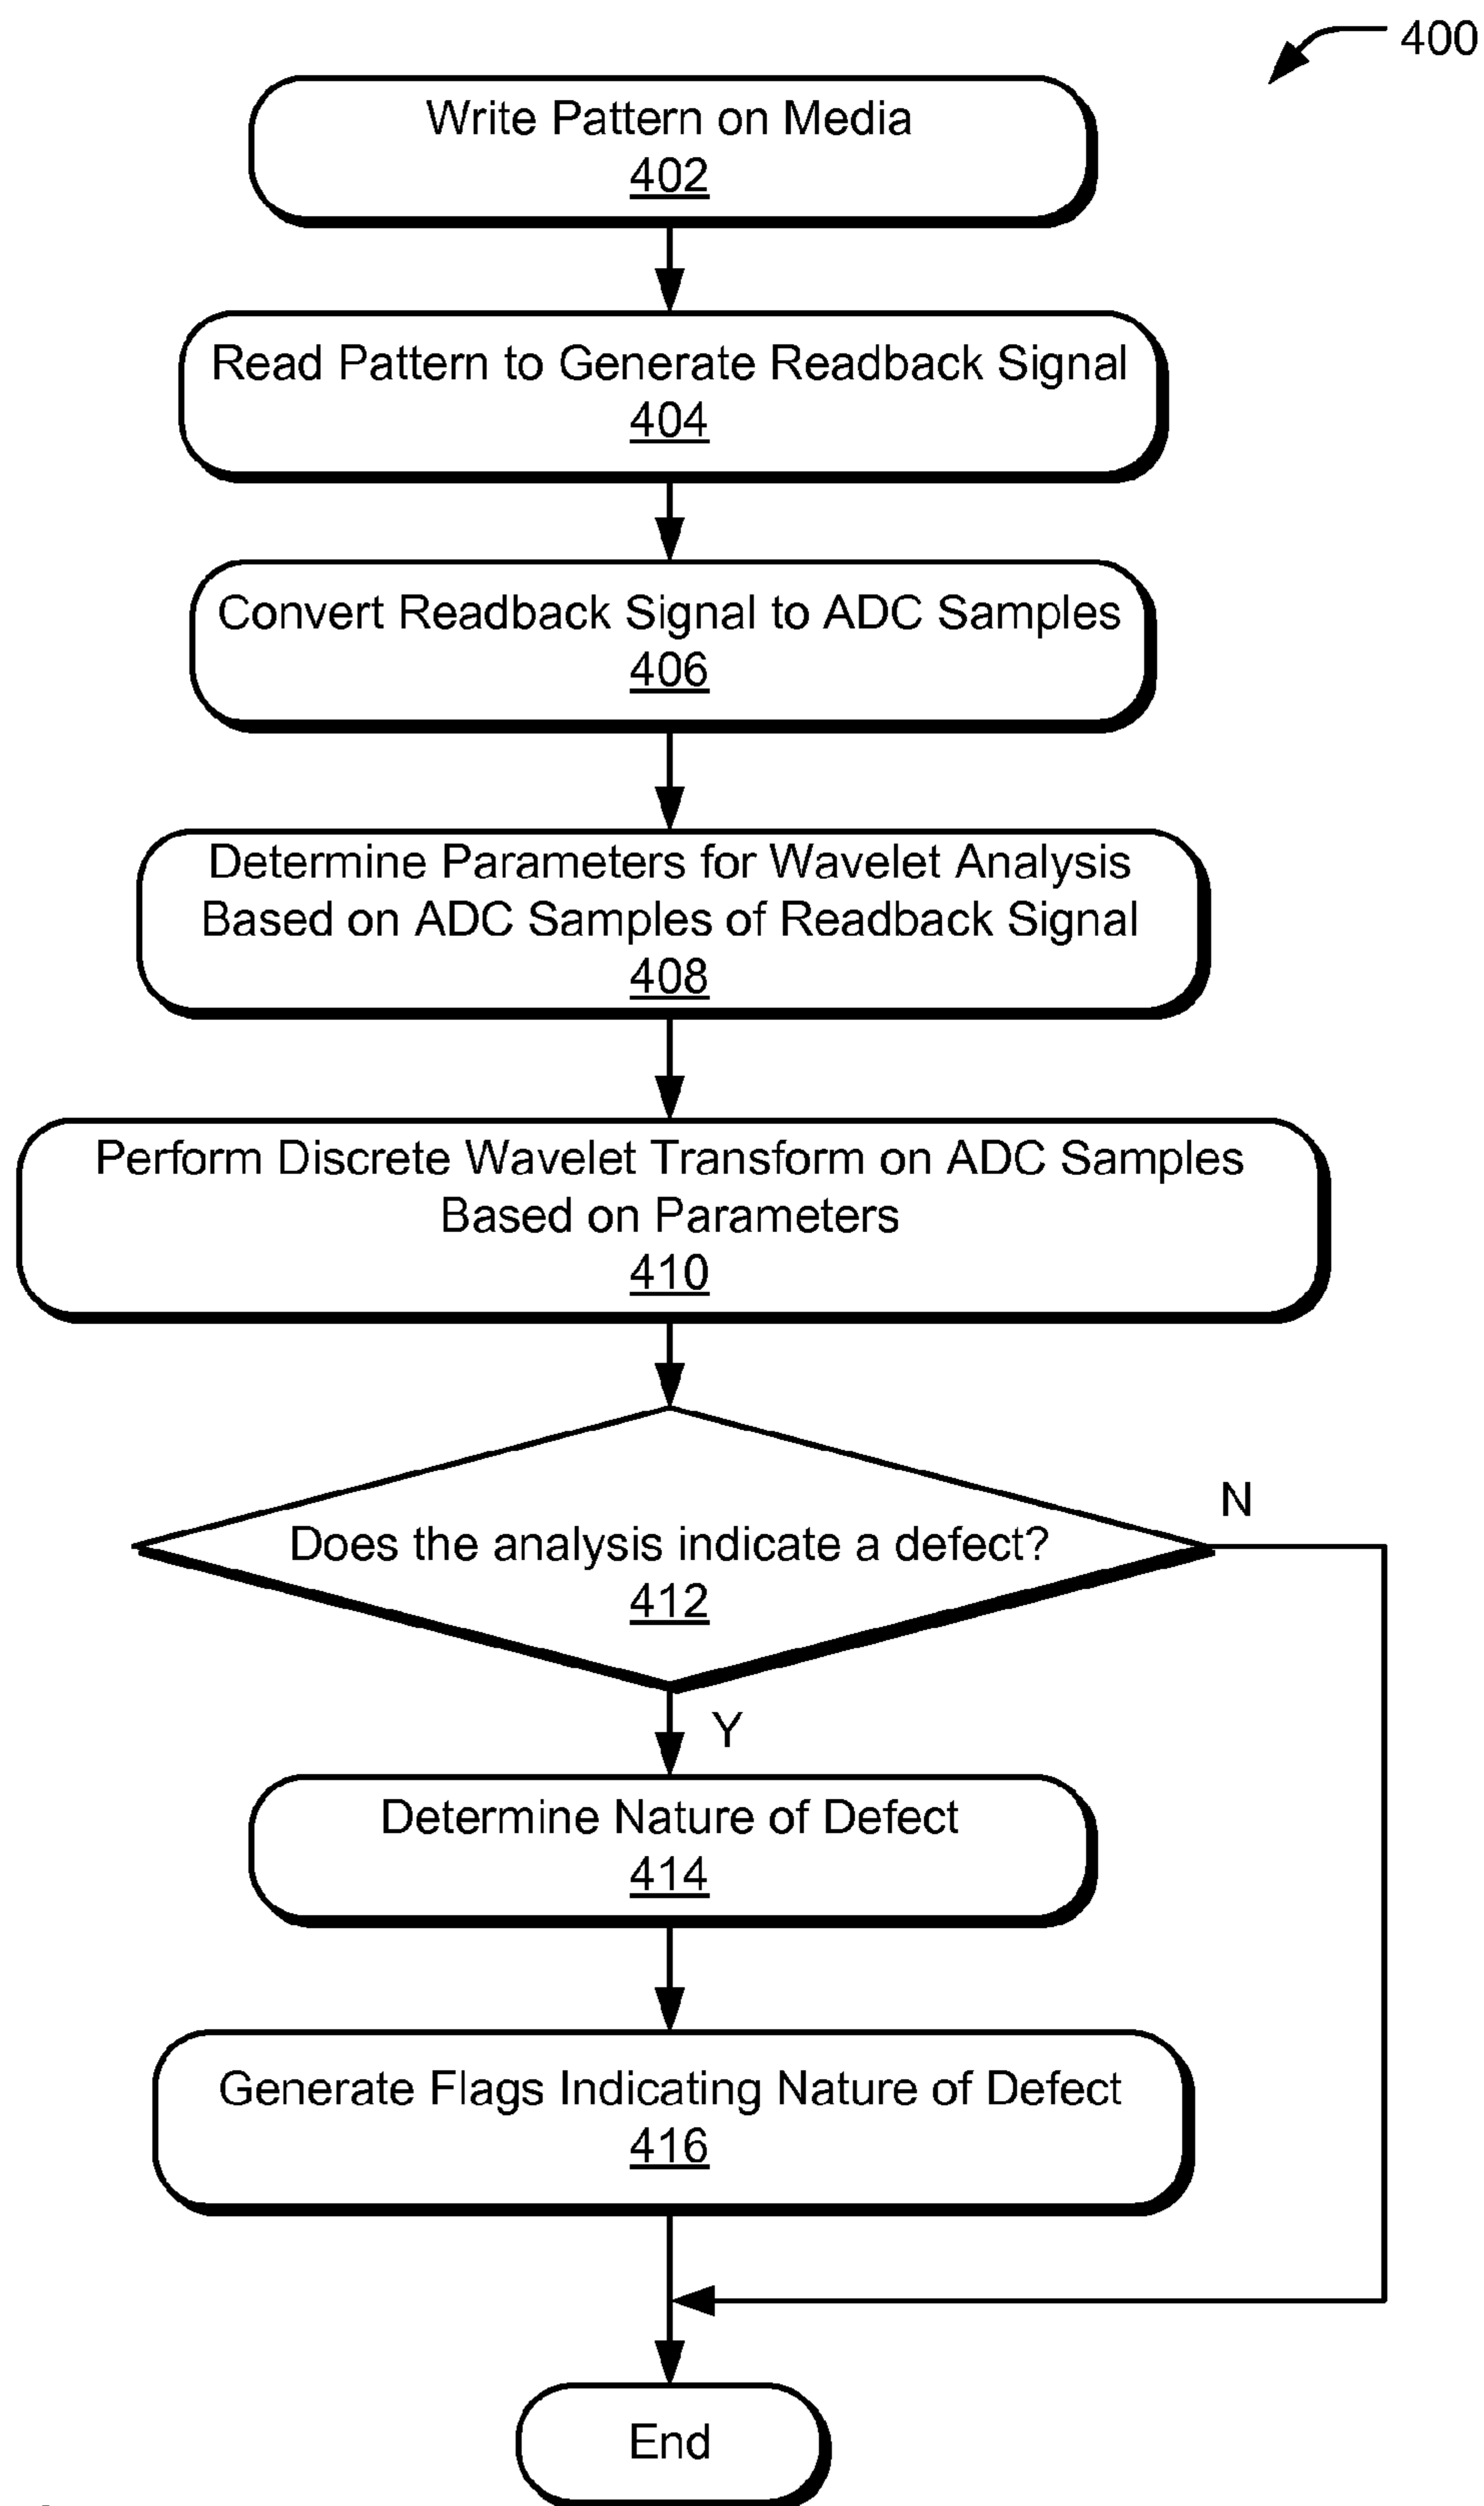 400
Write Pattern on Media
402
Read Pattern to Generate Readback Signal
404
Convert Readback Signal to ADC Samples
406
Determine Parameters for Wavelet Analysis
Based on ADC Samples of Readback Signal
408
Perform Discrete Wavelet Transform on ADC Samples
Based on Parameters
410
Does the analysis indicate a defect?
412
N
Y
Determine Nature of Defect
414
Generate Flags Indicating Nature of Defect
416
End